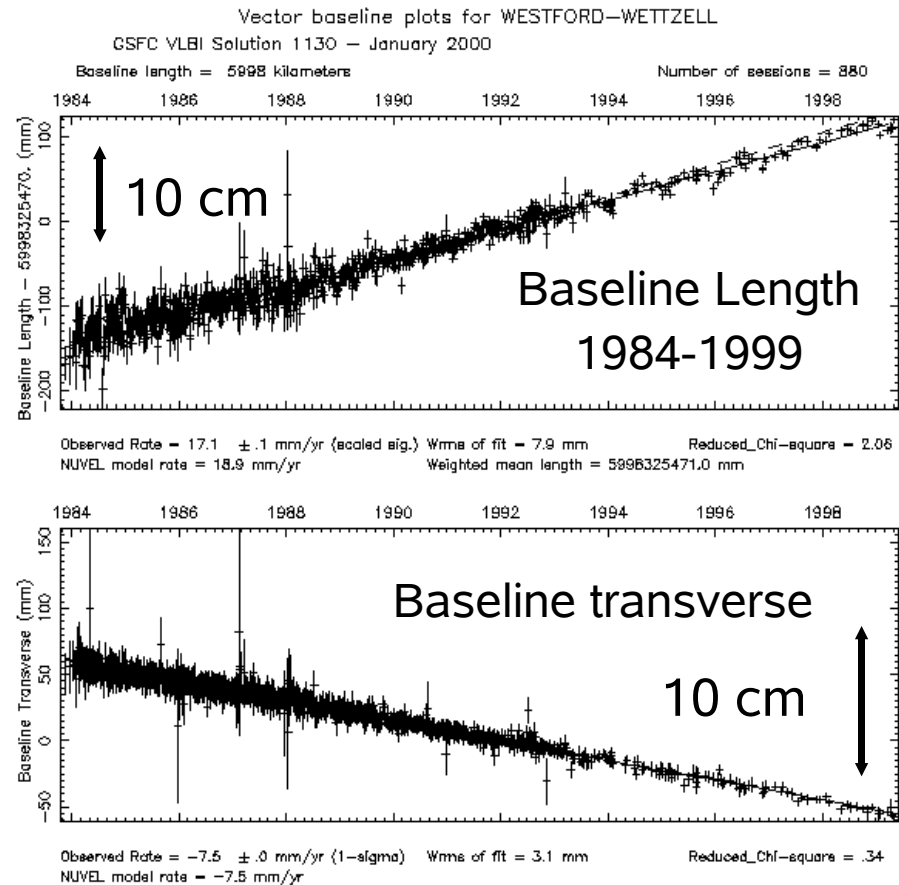 Vector baseline plots for WESTFORD-WETTZELL
GSFC VLBI Solution 1130 - January 2000
Baseline length = 5998 kilometers Number of sessions = 880
1984 1986 1988 1990 1992 1994 1996 1998
Baseline Length - 5998325470. (mm)
100
0
-100
-200
10 cm
Baseline Length
1984-1999
Observed Rate = 17.1 ± .1 mm/yr (scaled sig.) Wrms of fit = 7.9 mm Reduced_Chi-square = 2.06
NUVEL model rate = 18.9 mm/yr Weighted mean length = 5998325471.0 mm
1984 1986 1988 1990 1992 1994 1996 1998
Baseline Transverse (mm)
150
100
50
0
-50
Baseline transverse
10 cm
Observed Rate = -7.5 ± .0 mm/yr (1-sigma) Wrms of fit = 3.1 mm Reduced_Chi-square = .34
NUVEL model rate = -7.5 mm/yr